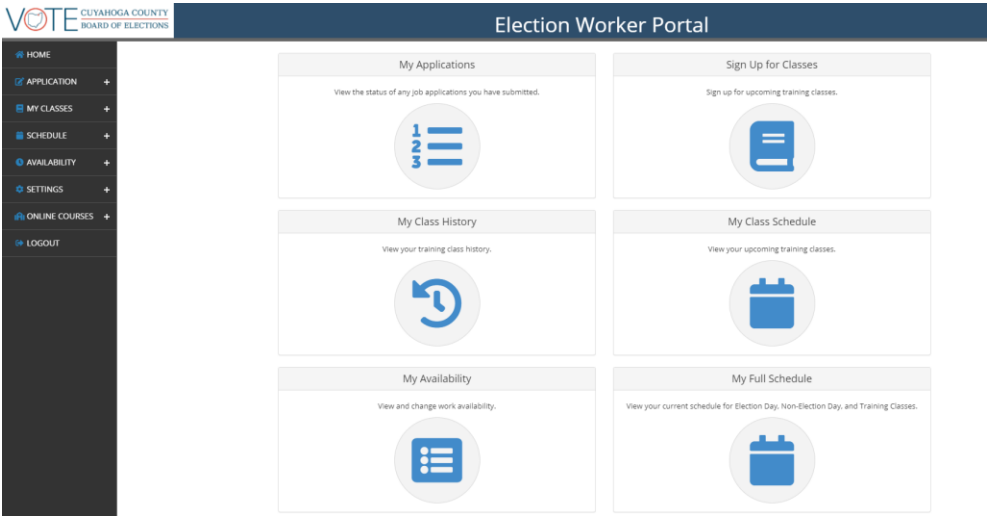 VOTE CUYAHOGA COUNTY
BOARD OF ELECTIONS
Election Worker Portal
HOME
APPLICATION +
MY CLASSES +
SCHEDULE +
AVAILABILITY +
SETTINGS +
ONLINE COURSES +
LOGOUT
My Applications
View the status of any job applications you have submitted.
1
2
3
Sign Up for Classes
Sign up for upcoming training classes.
My Class History
View your training class history.
My Class Schedule
View your upcoming training classes.
My Availability
View and change work availability.
My Full Schedule
View your current schedule for Election Day, Non-Election Day, and Training Classes.